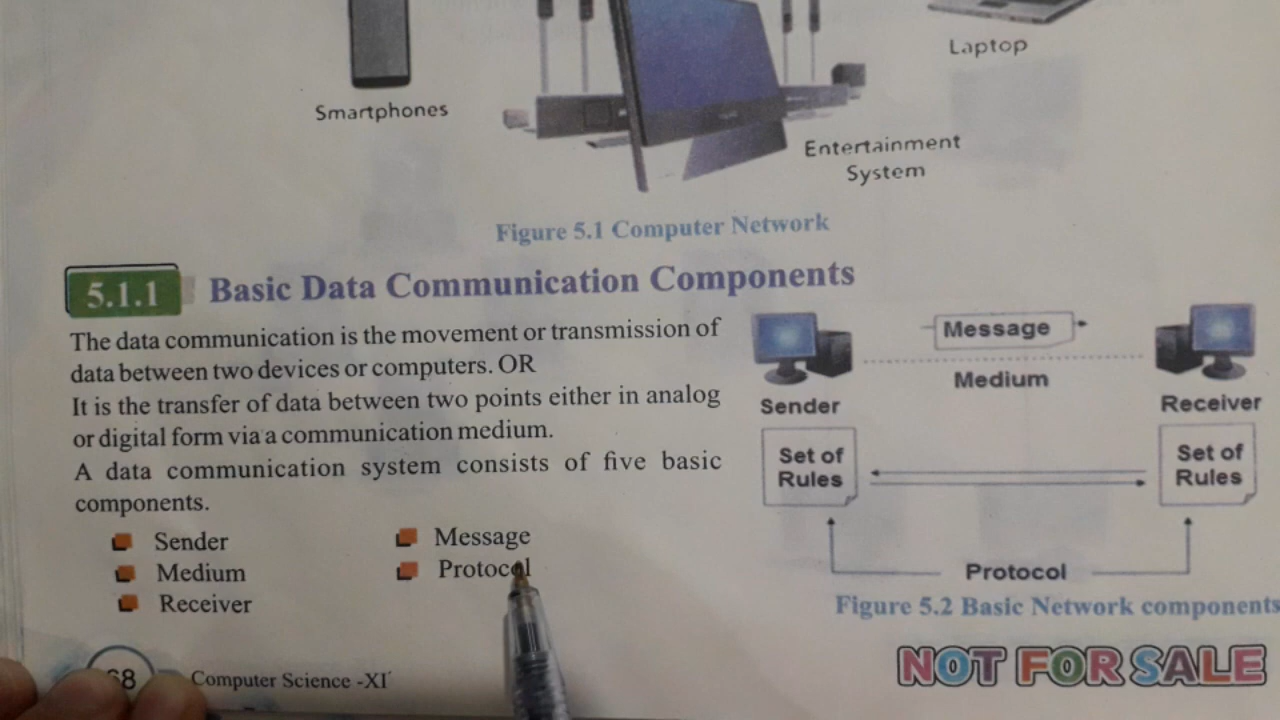 Laptop
Smartphones
Entertainment
System
Figure 5.1 Computer Network
5.1.1 Basic Data Communication Components
The data communication is the movement or transmission of
data between two devices or computers. OR
It is the transfer of data between two points either in analog
or digital form via a communication medium.
A data communication system consists of five basic
components.
Sender
Medium
Receiver
Message
Protocol
Message
Medium
Sender
Receiver
Set of
Rules
Set of
Rules
Protocol
Figure 5.2 Basic Network components
Computer Science -XI
NOT FOR SALE